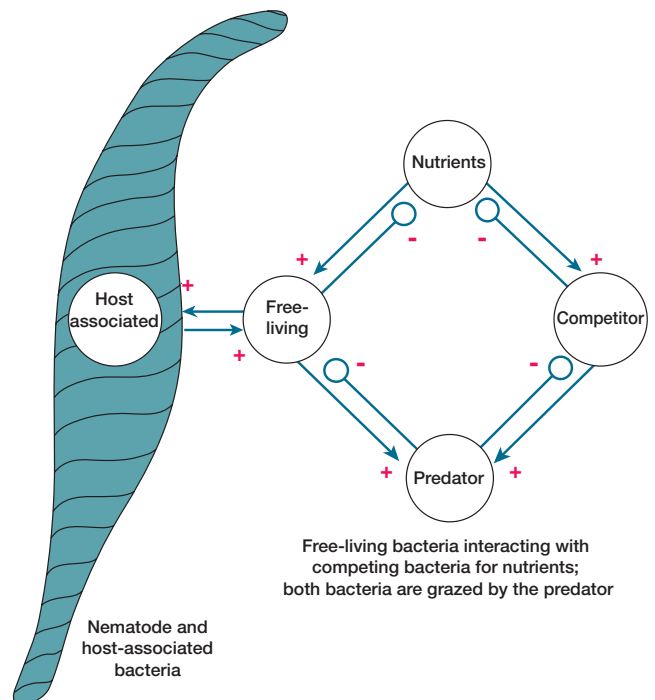 Nutrients
-
-
+
+
+
Host
associated
Free-
living
Competitor
+
-
-
+
+
Predator
Free-living bacteria interacting with
competing bacteria for nutrients;
both bacteria are grazed by the predator
Nematode and
host-associated
bacteria